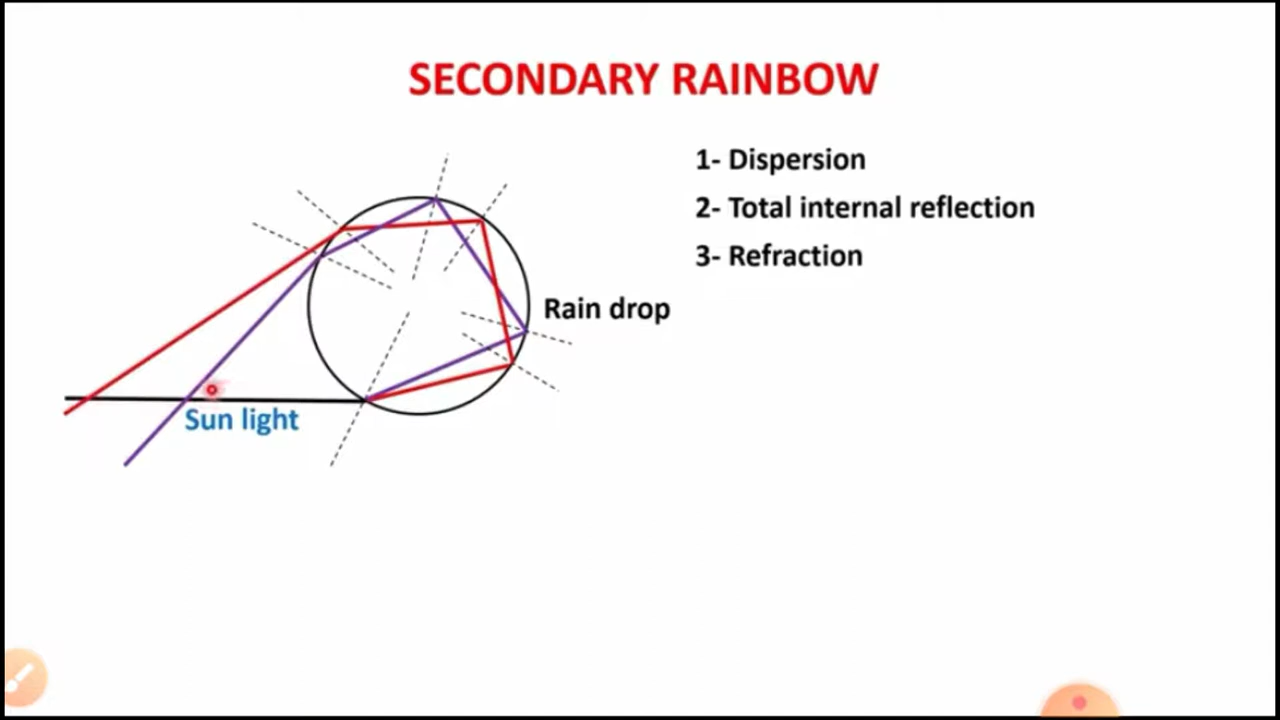 SECONDARY RAINBOW
1- Dispersion
2- Total internal reflection
3- Refraction
Rain drop
Sun light